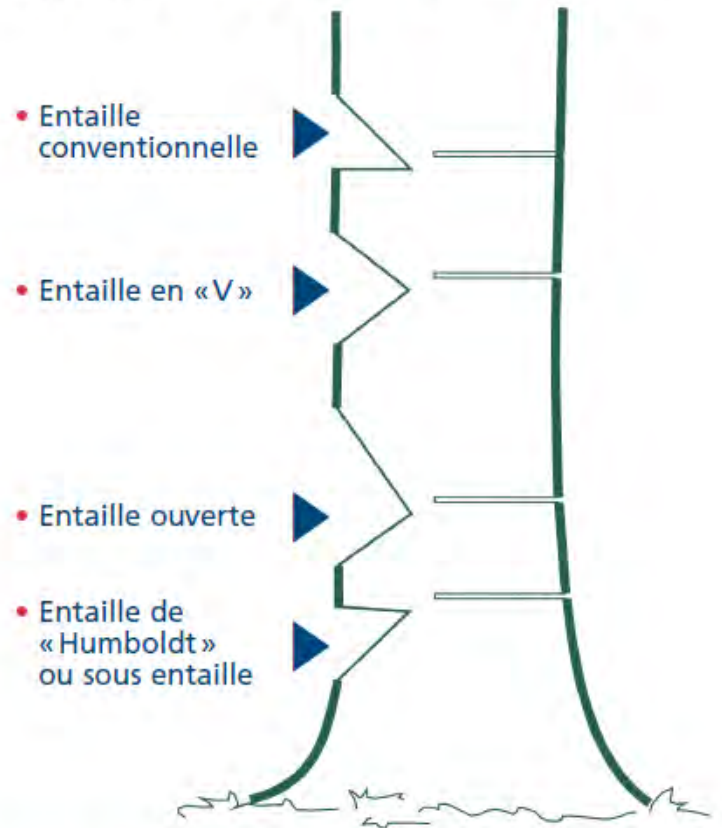 • Entaille
conventionnelle
• Entaille en «V»
• Entaille ouverte
• Entaille de
«Humboldt»
ou sous entaille